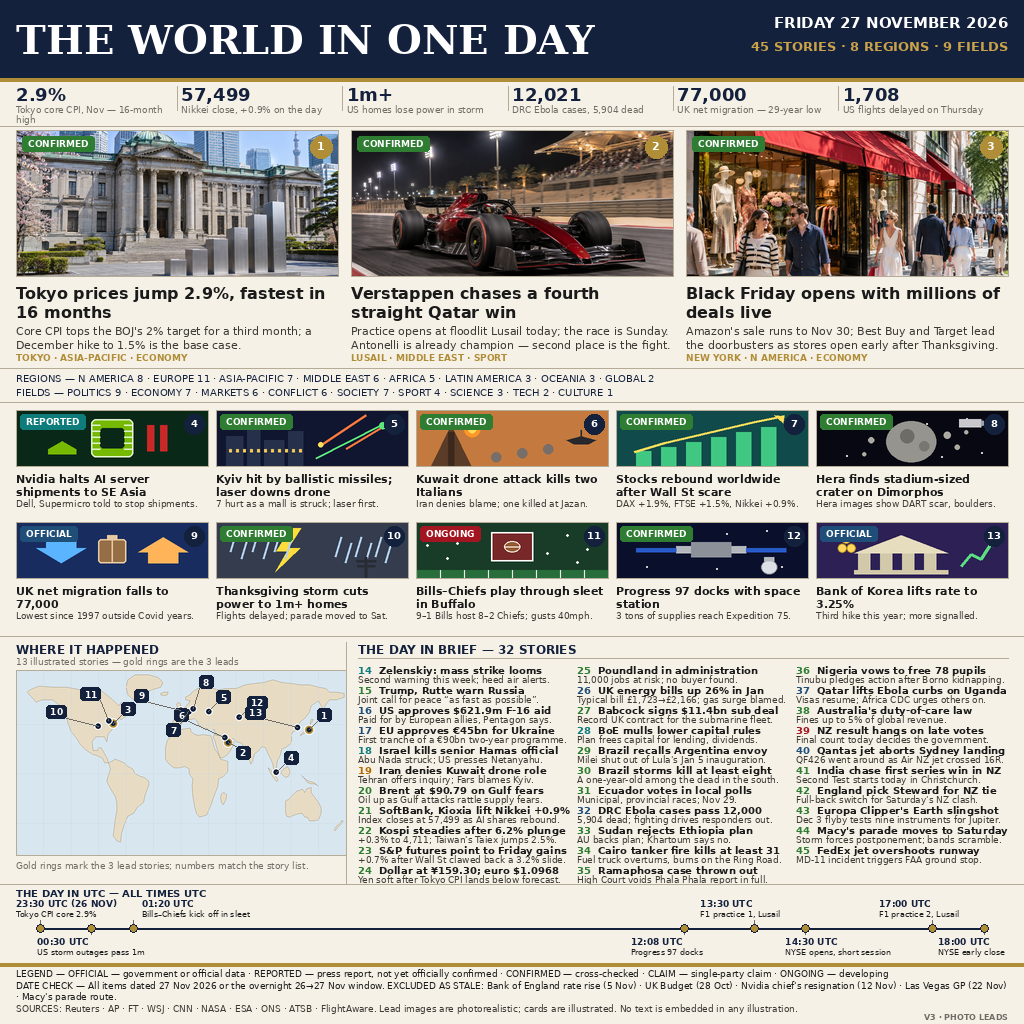 THE WORLD IN ONE DAY
FRIDAY 27 NOVEMBER 2026
45 STORIES · 8 REGIONS · 9 FIELDS
2.9%
Tokyo core CPI, Nov — 16-month
high
57,499
Nikkei close, +0.9% on the day
1m+
US homes lose power in storm
12,021
DRC Ebola cases, 5,904 dead
77,000
UK net migration — 29-year low
1,708
US flights delayed on Thursday
CONFIRMED
1
Tokyo prices jump 2.9%, fastest in
16 months
Core CPI tops the BOJ's 2% target for a third month; a
December hike to 1.5% is the base case.
TOKYO · ASIA-PACIFIC · ECONOMY
CONFIRMED
2
Verstappen chases a fourth
straight Qatar win
Practice opens at floodlit Lusail today; the race is Sunday.
Antonelli is already champion — second place is the fight.
LUSAIL · MIDDLE EAST · SPORT
CONFIRMED
3
Black Friday opens with millions of
deals live
Amazon's sale runs to Nov 30; Best Buy and Target lead
the doorbusters as stores open early after Thanksgiving.
NEW YORK · N AMERICA · ECONOMY
REGIONS — N AMERICA 8 · EUROPE 11 · ASIA-PACIFIC 7 · MIDDLE EAST 6 · AFRICA 5 · LATIN AMERICA 3 · OCEANIA 3 · GLOBAL 2
FIELDS — POLITICS 9 · ECONOMY 7 · MARKETS 6 · CONFLICT 6 · SOCIETY 7 · SPORT 4 · SCIENCE 3 · TECH 2 · CULTURE 1
REPORTED
4
Nvidia halts AI server
shipments to SE Asia
Dell, Supermicro told to stop shipments.
CONFIRMED
5
Kyiv hit by ballistic missiles;
laser downs drone
7 hurt as a mall is struck; laser first.
CONFIRMED
6
Kuwait drone attack kills two
Italians
Iran denies blame; one killed at Jazan.
CONFIRMED
7
Stocks rebound worldwide
after Wall St scare
DAX +1.9%, FTSE +1.5%, Nikkei +0.9%.
CONFIRMED
8
Hera finds stadium-sized
crater on Dimorphos
Hera images show DART scar, boulders.
OFFICIAL
9
UK net migration falls to
77,000
Lowest since 1997 outside Covid years.
CONFIRMED
10
Thanksgiving storm cuts
power to 1m+ homes
Flights delayed; parade moved to Sat.
ONGOING
11
Bills–Chiefs play through sleet
in Buffalo
9–1 Bills host 8–2 Chiefs; gusts 40mph.
CONFIRMED
12
Progress 97 docks with space
station
3 tons of supplies reach Expedition 75.
OFFICIAL
13
Bank of Korea lifts rate to
3.25%
Third hike this year; more signalled.
WHERE IT HAPPENED
13 illustrated stories — gold rings are the 3 leads
8
11
9
5
12
10
3
6
13
1
7
2
4
Gold rings mark the 3 lead stories; numbers match the story list.
THE DAY IN BRIEF — 32 STORIES
14 Zelenskiy: mass strike looms
Second warning this week; heed air alerts.
15 Trump, Rutte warn Russia
Joint call for peace "as fast as possible".
16 US approves $621.9m F-16 aid
Paid for by European allies, Pentagon says.
17 EU approves €45bn for Ukraine
First tranche of a €90bn two-year programme.
18 Israel kills senior Hamas official
Abu Nada struck; US presses Netanyahu.
19 Iran denies Kuwait drone role
Tehran offers inquiry; Fars blames Kyiv.
20 Brent at $90.79 on Gulf fears
Oil up as Gulf attacks rattle supply fears.
21 SoftBank, Kioxia lift Nikkei +0.9%
Index closes at 57,499 as AI shares rebound.
22 Kospi steadies after 6.2% plunge
+0.3% to 4,711; Taiwan's Taiex jumps 2.5%.
23 S&P futures point to Friday gains
+0.7% after Wall St clawed back a 3.2% slide.
24 Dollar at ¥159.30; euro $1.0968
Yen soft after Tokyo CPI lands below forecast.
25 Poundland in administration
11,000 jobs at risk; no buyer found.
26 UK energy bills up 26% in Jan
Typical bill £1,723→£2,166; gas surge blamed.
27 Babcock signs $11.4bn sub deal
Record UK contract for the submarine fleet.
28 BoE mulls lower capital rules
Plan frees capital for lending, dividends.
29 Brazil recalls Argentina envoy
Milei shut out of Lula's Jan 5 inauguration.
30 Brazil storms kill at least eight
A one-year-old among the dead in the south.
31 Ecuador votes in local polls
Municipal, provincial races; Nov 29.
32 DRC Ebola cases pass 12,000
5,904 dead; fighting drives responders out.
33 Sudan rejects Ethiopia plan
AU backs plan; Khartoum says no.
34 Cairo tanker fire kills at least 31
Fuel truck overturns, burns on the Ring Road.
35 Ramaphosa case thrown out
High Court voids Phala Phala report in full.
36 Nigeria vows to free 78 pupils
Tinubu pledges action after Borno kidnapping.
37 Qatar lifts Ebola curbs on Uganda
Visas resume; Africa CDC urges others on.
38 Australia's duty-of-care law
Fines up to 5% of global revenue.
39 NZ result hangs on late votes
Final count today decides the government.
40 Qantas jet aborts Sydney landing
QF426 went around as Air NZ jet crossed 16R.
41 India chase first series win in NZ
Second Test starts today in Christchurch.
42 England pick Steward for NZ tie
Full-back switch for Saturday's NZ clash.
43 Europa Clipper's Earth slingshot
Dec 3 flyby tests nine instruments for Jupiter.
44 Macy's parade moves to Saturday
Storm forces postponement; bands scramble.
45 FedEx jet overshoots runway
MD-11 incident triggers FAA ground stop.
THE DAY IN UTC — ALL TIMES UTC
23:30 UTC (26 NOV)
Tokyo CPI core 2.9%
00:30 UTC
US storm outages pass 1m
01:20 UTC
Bills–Chiefs kick off in sleet
12:08 UTC
Progress 97 docks
13:30 UTC
F1 practice 1, Lusail
14:30 UTC
NYSE opens, short session
17:00 UTC
F1 practice 2, Lusail
18:00 UTC
NYSE early close
LEGEND — OFFICIAL — government or official data · REPORTED — press report, not yet officially confirmed · CONFIRMED — cross-checked · CLAIM — single-party claim · ONGOING — developing
DATE CHECK — All items dated 27 Nov 2026 or the overnight 26→27 Nov window. EXCLUDED AS STALE: Bank of England rate rise (5 Nov) · UK Budget (28 Oct) · Nvidia chief's resignation (12 Nov) · Las Vegas GP (22 Nov)
· Macy's parade route.
SOURCES: Reuters · AP · FT · WSJ · CNN · NASA · ESA · ONS · ATSB · FlightAware. Lead images are photorealistic; cards are illustrated. No text is embedded in any illustration.
V3 · PHOTO LEADS